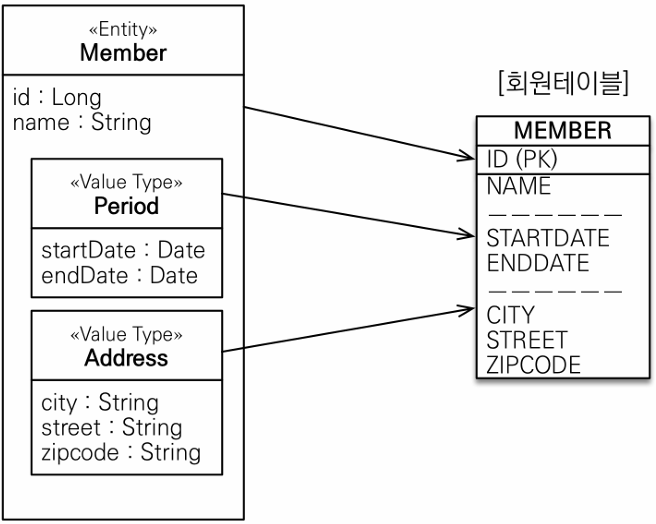 «Entity»
Member
id : Long
name : String
«Value Type»
Period
startDate : Date
endDate : Date
«Value Type»
Address
city : String
street : String
zipcode : String
[회원테이블]
MEMBER
ID (PK)
NAME
STARTDATE
ENDDATE
CITY
STREET
ZIPCODE